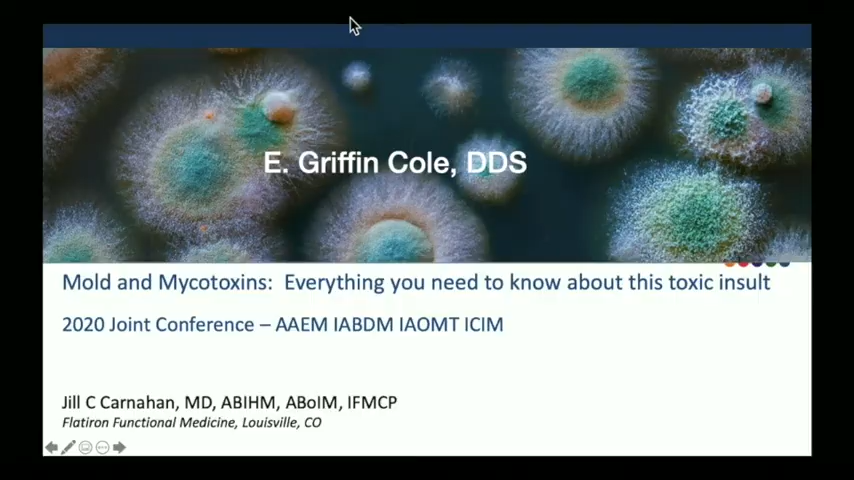 E. Griffin Cole, DDS
Mold and Mycotoxins: Everything you need to know about this toxic insult
2020 Joint Conference – AAEM IABDM IAOMT ICIM
Jill C Carnahan, MD, ABIHM, ABoIM, IFMCP
Flatiron Functional Medicine, Louisville, CO